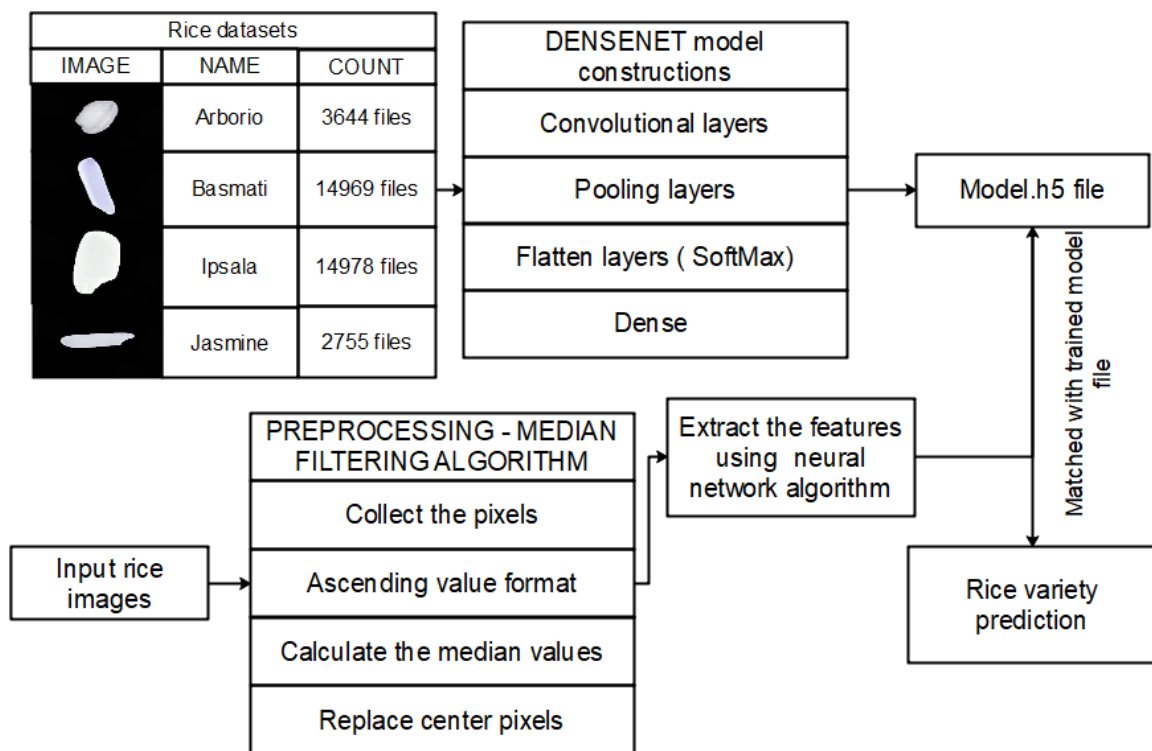 Rice datasets
IMAGE NAME COUNT
Arborio 3644 files
Basmati 14969 files
Ipsala 14978 files
Jasmine 2755 files
DENSENET model
constructions
Convolutional layers
Pooling layers
Flatten layers ( SoftMax)
Dense
Model.h5 file
Matched with trained model
file
PREPROCESSING - MEDIAN
FILTERING ALGORITHM
Collect the pixels
Ascending value format
Calculate the median values
Replace center pixels
Input rice
images
Extract the features
using neural
network algorithm
Rice variety
prediction